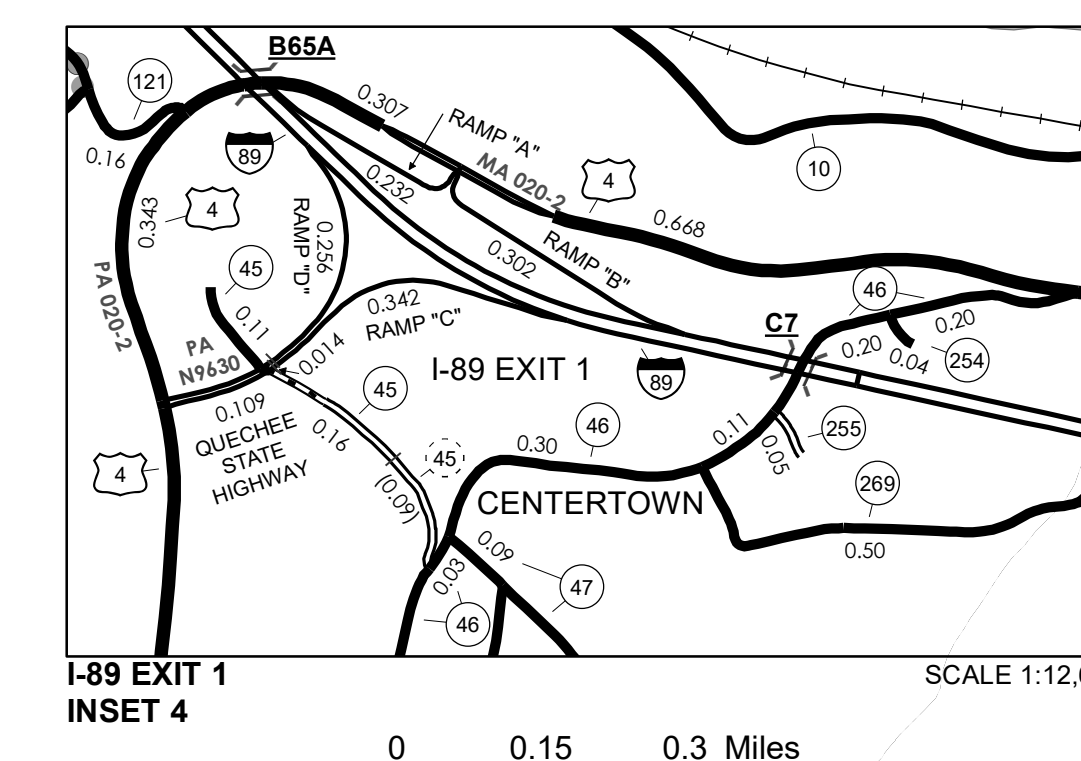 B65A
121
0.307
RAMP "A"
0.16
89
MA 020-2
4
10
0.232
4
0.343
0.668
RAMP "D"
0.256
0.302
RAMP "B"
45
PA 020-2
0.11
0.342
RAMP "C"
46
C7
0.20
0.20
0.04
254
PA
N9630
0.014
I-89 EXIT 1
89
45
0.109
QUECHEE
STATE
HIGHWAY
0.16
46
0.30
0.11
0.05
255
4
45
(0.09)
CENTERTOWN
269
0.50
0.09
0.03
47
46
I-89 EXIT 1
INSET 4
SCALE 1:12,0
0 0.15 0.3 Miles